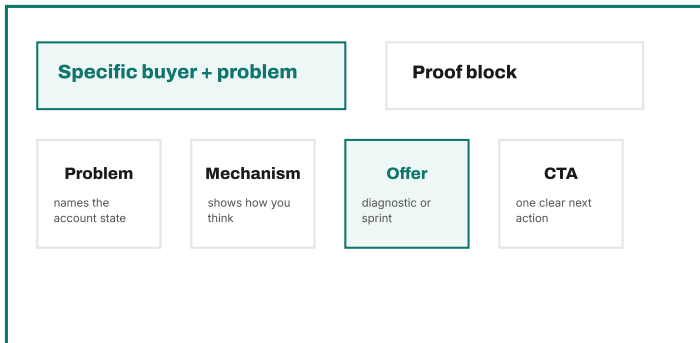 Specific buyer + problem
Proof block
Problem
names the
account state
Mechanism
shows how you
think
Offer
diagnostic or
sprint
CTA
one clear next
action